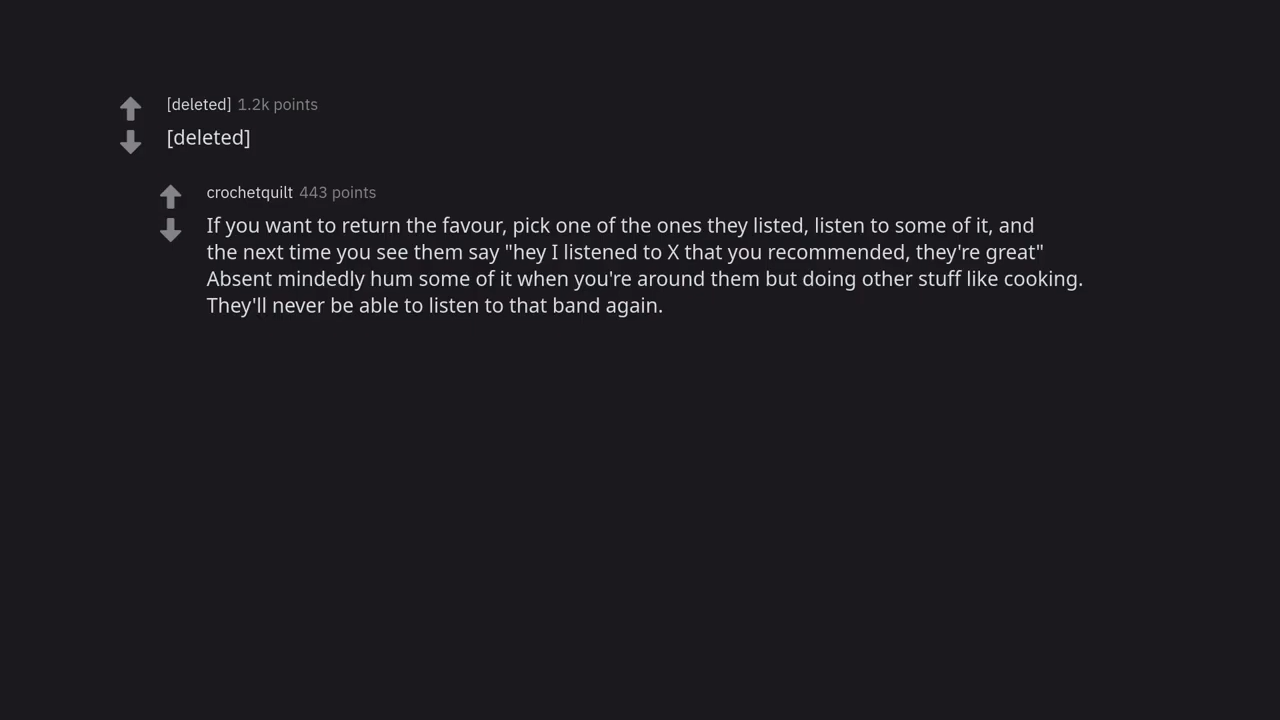 [deleted] 1.2k points
[deleted]
crochetquilt 443 points
If you want to return the favour, pick one of the ones they listed, listen to some of it, and
the next time you see them say "hey I listened to X that you recommended, they're great"
Absent mindedly hum some of it when you're around them but doing other stuff like cooking.
They'll never be able to listen to that band again.